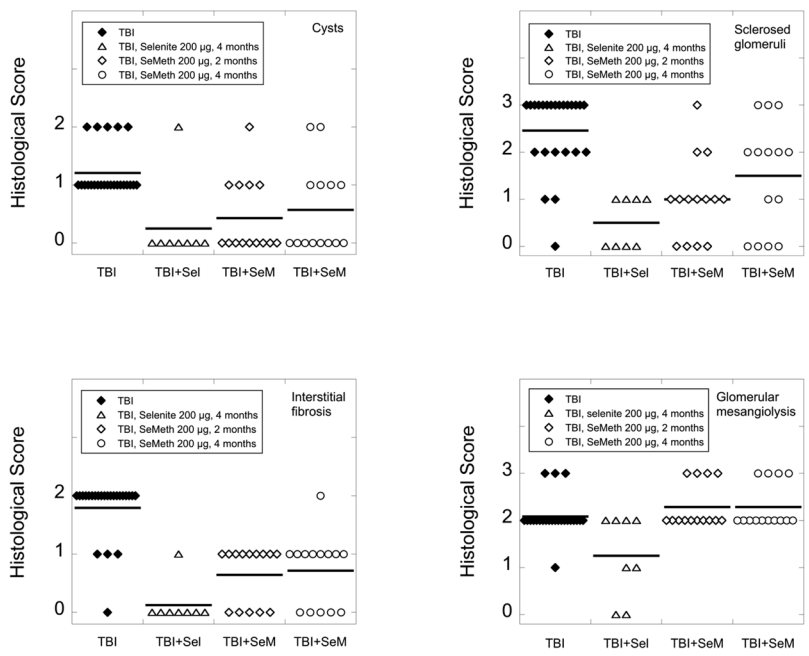 Histological Score
Cysts
TBI
TBI, Selenite 200 µg, 4 months
TBI, SeMeth 200 µg, 2 months
TBI, SeMeth 200 µg, 4 months
2
1
0
TBI
TBI+Sel
TBI+SeM
TBI+SeM
Histological Score
Sclerosed
glomeruli
TBI
TBI, Selenite 200 µg, 4 months
TBI, SeMeth 200 µg, 2 months
TBI, SeMeth 200 µg, 4 months
3
2
1
0
TBI
TBI+Sel
TBI+SeM
TBI+SeM
Histological Score
Interstitial
fibrosis
TBI
TBI, Selenite 200 µg, 4 months
TBI, SeMeth 200 µg, 2 months
TBI, SeMeth 200 µg, 4 months
2
1
0
TBI
TBI+Sel
TBI+SeM
TBI+SeM
Histological Score
Glomerular
mesangiolysis
TBI
TBI, selenite 200 µg, 4 months
TBI, SeMeth 200 µg, 2 months
TBI, SeMeth 200 µg, 4 months
3
2
1
0
TBI
TBI+Sel
TBI+SeM
TBI+SeM